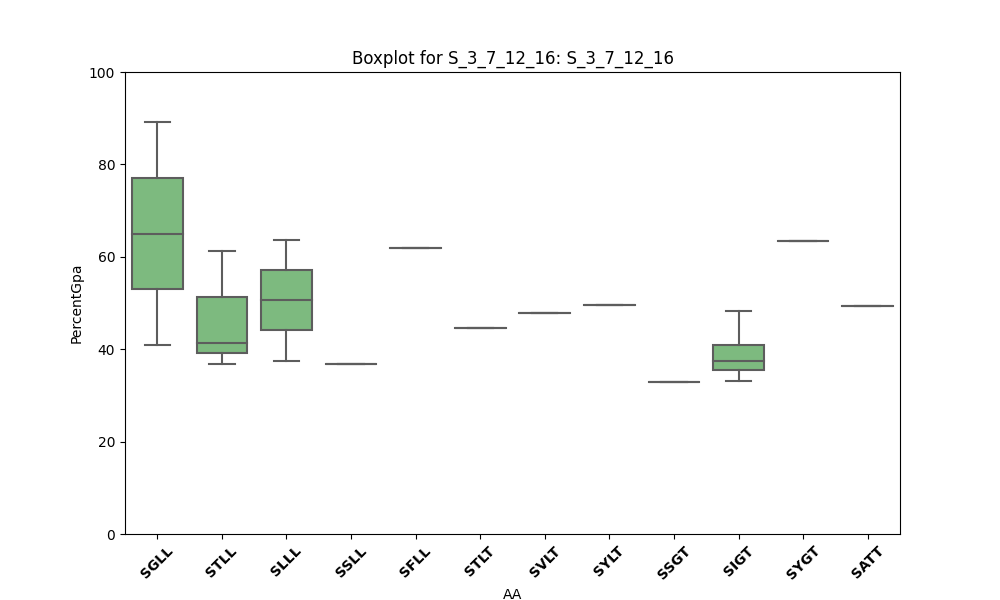 Boxplot for S_3_7_12_16: S_3_7_12_16
100
80
60
40
20
0
PercentGpa
SGLL STLL SLLL SSLL SFLL STLT SVLT SYLT SSGT SIGT SYGT SATT
AA